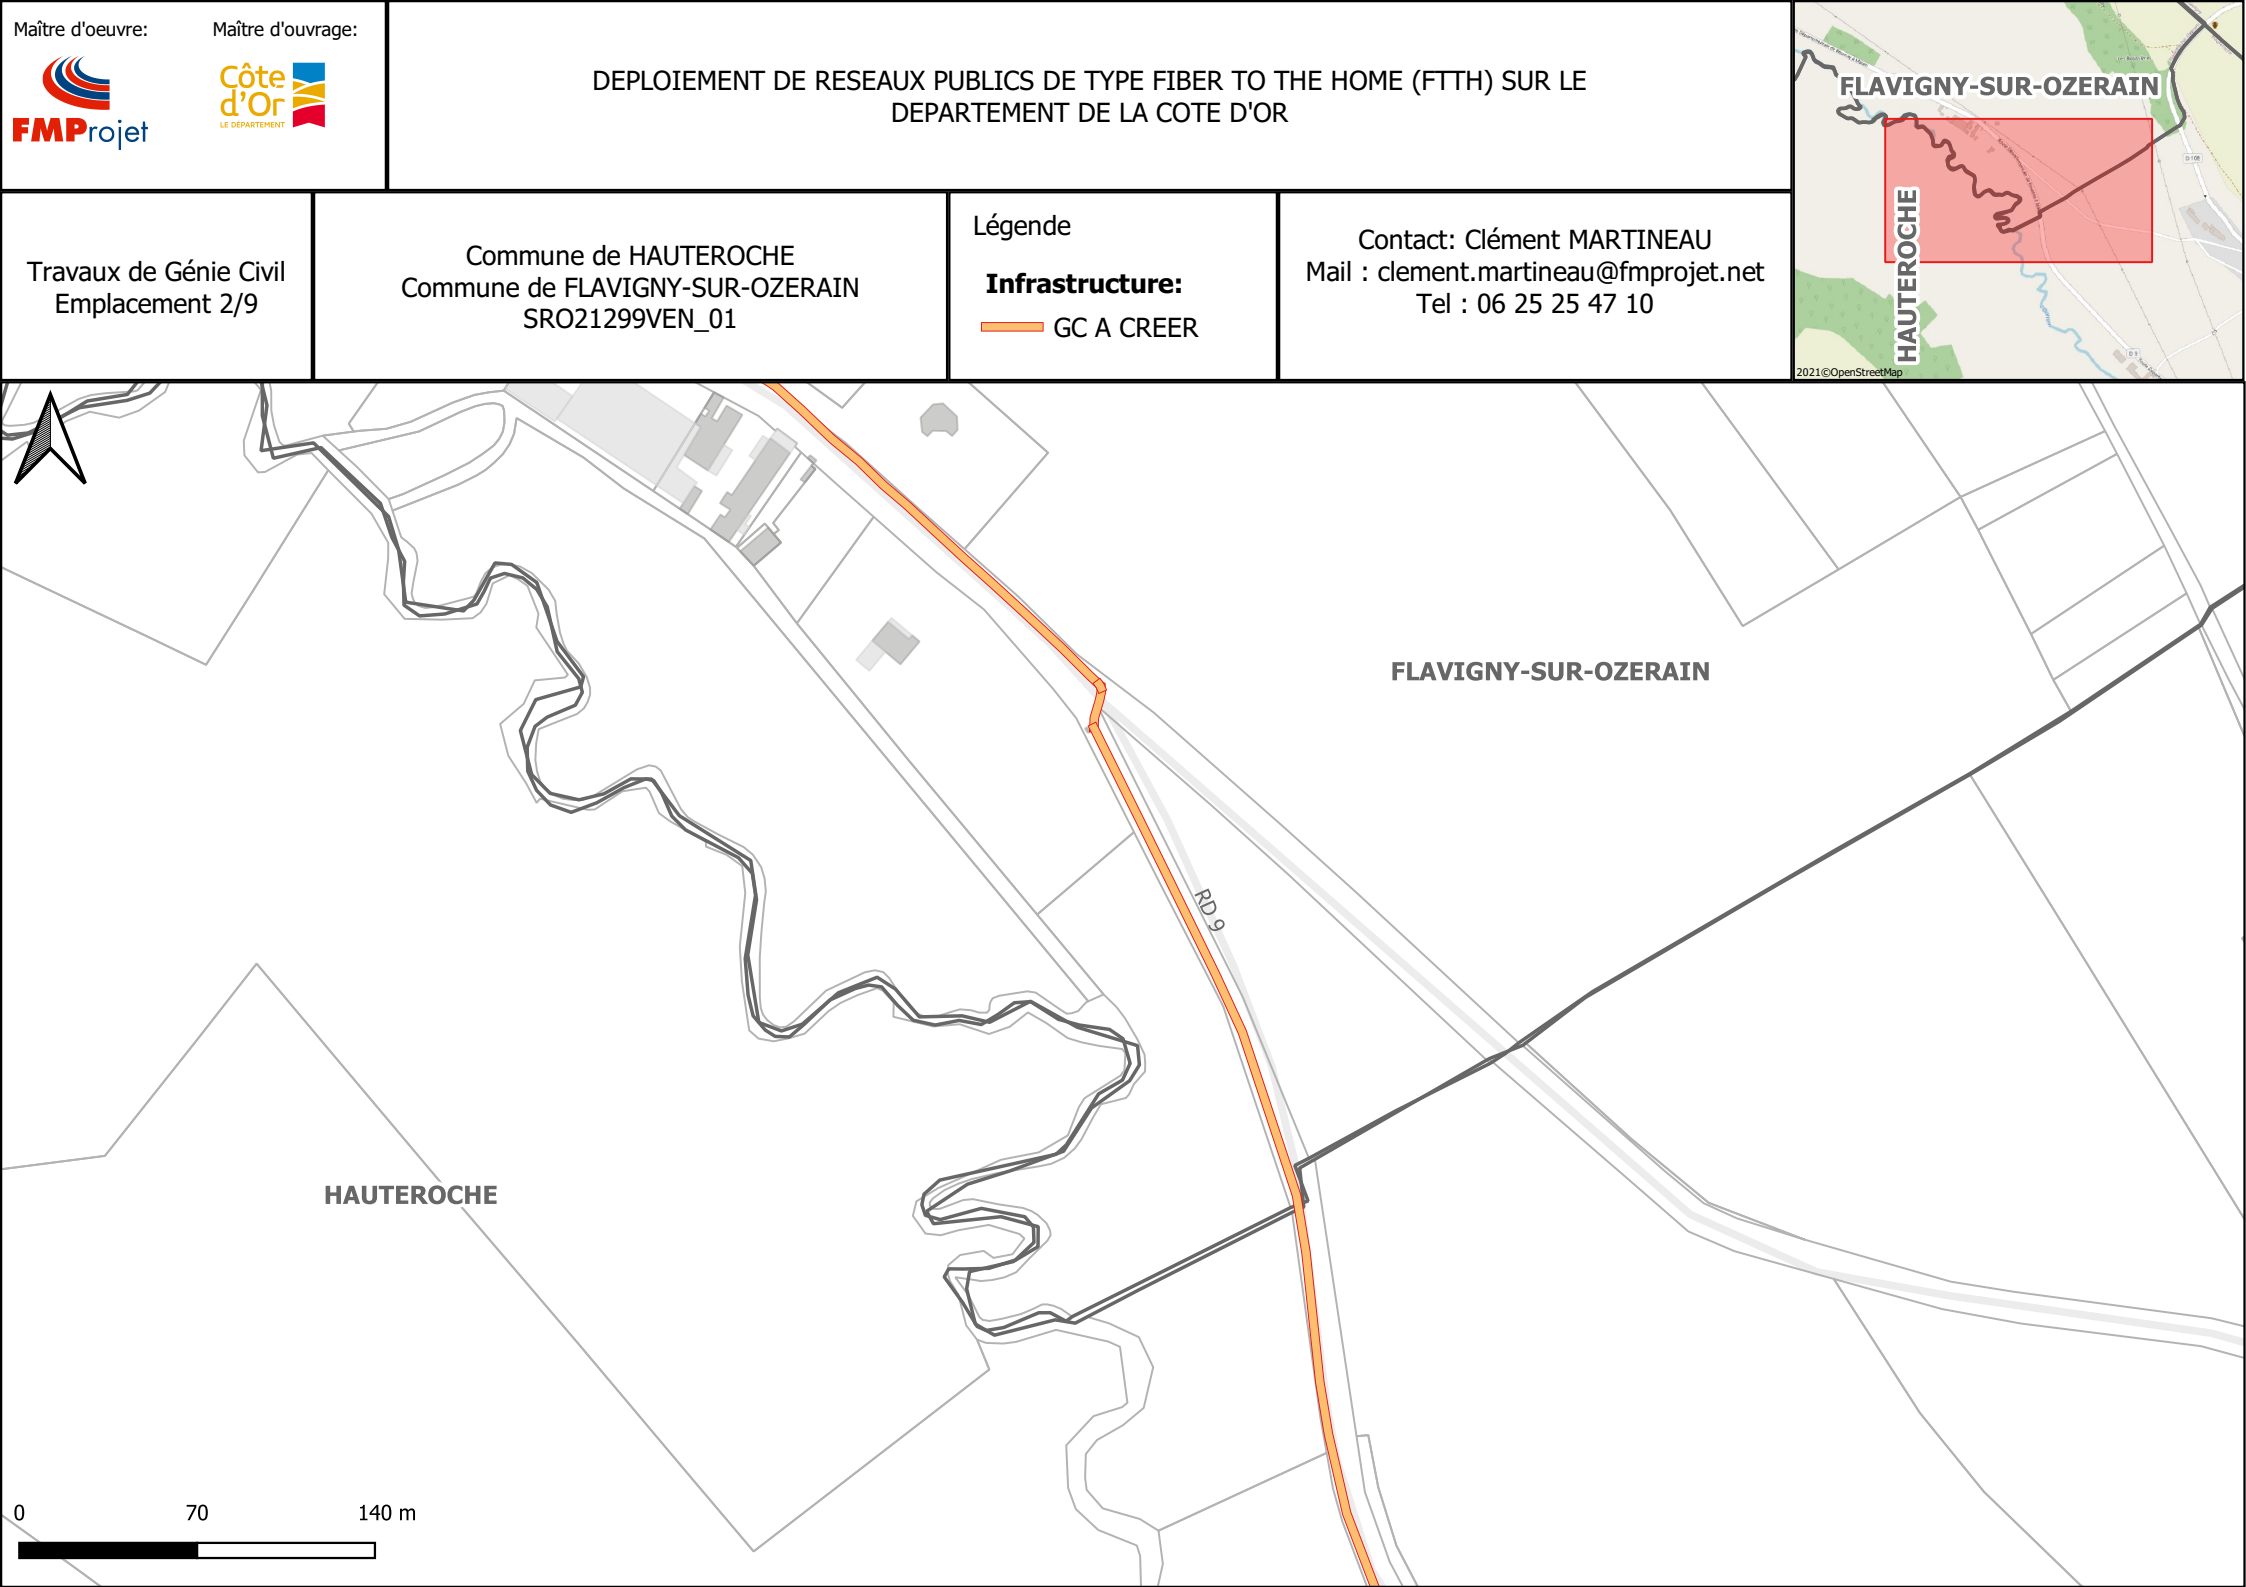 Maître d'oeuvre:
Maître d'ouvrage:
FMProjet
Côte
d'Or
LE DÉPARTEMENT
DEPLOIEMENT DE RESEAUX PUBLICS DE TYPE FIBER TO THE HOME (FTTH) SUR LE
DEPARTEMENT DE LA COTE D'OR
Travaux de Génie Civil
Emplacement 2/9
Commune de HAUTEROCHE
Commune de FLAVIGNY-SUR-OZERAIN
SRO21299VEN_01
Légende
Infrastructure:
GC A CREER
Contact: Clément MARTINEAU
Mail : clement.martineau@fmprojet.net
Tel : 06 25 25 47 10
FLAVIGNY-SUR-OZERAIN
HAUTEROCHE
D 9
2021©OpenStreetMap
FLAVIGNY-SUR-OZERAIN
RD 9
HAUTEROCHE
0 70 140 m